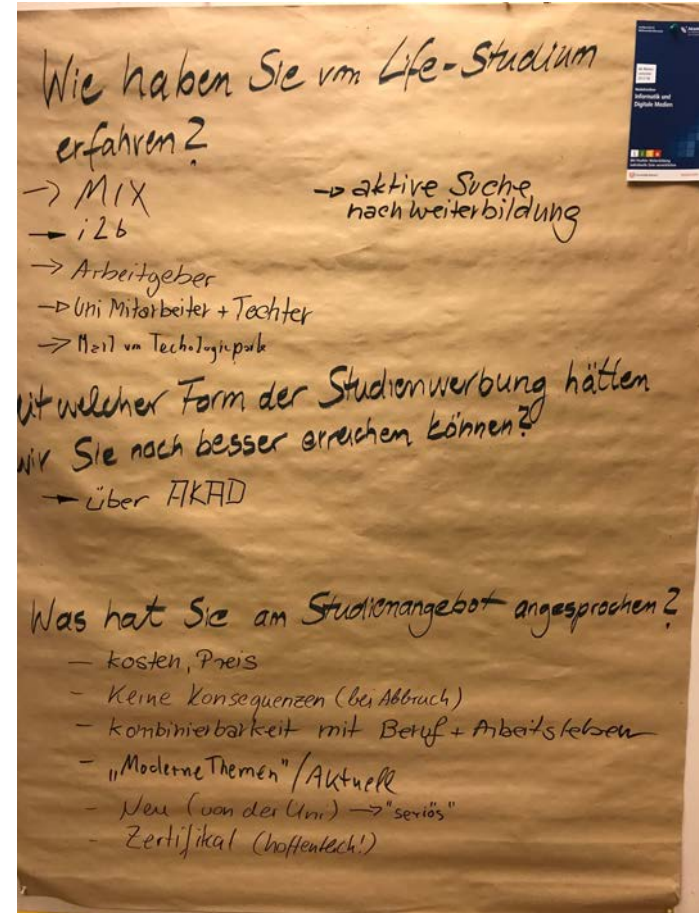 Wie haben Sie vom Life-Studium
erfahren?
-> MIX
-> i2b
-> Arbeitgeber
-> Uni Mitarbeiter + Tochter
-> Mail vom Techologiepark
-> aktive Suche
nach weiterbildung
Mit welcher Form der Studienwerbung hätten
wir Sie noch besser erreichen können?
-> über AKAD
Was hat Sie am Studienangebot angesprochen?
- kosten, Preis
- Keine Konsequenzen (bei Abbruch)
- kombinierbarkeit mit Beruf + Arbeitsleben
- „Moderne Themen" / Aktuell
- Neu (von der Uni) -> "seriös"
- Zertifikat (hoffentlich!)
Informatik und
Digitale Medien